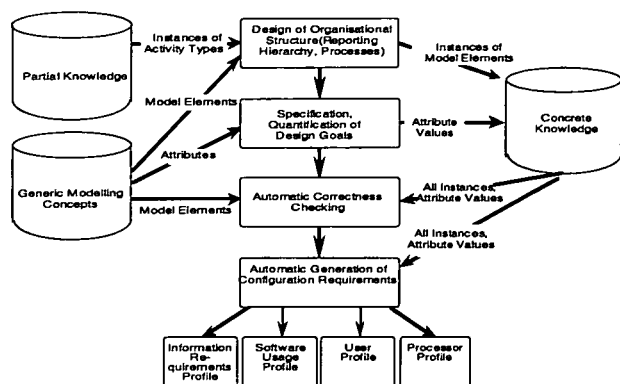 Design of Organisational
Structure(Reporting
Hierarchy, Processes)
Instances of
Activity Types
Partial Knowledge
Instances of
Model Elements
Model Elements
Specification,
Quantification of
Design Goals
Attribute
Values
Concrete
Knowledge
Attributes
Generic Modelling
Concepts
Model Elements
Automatic Correctness
Checking
All Instances,
Attribute Values
All Instances,
Attribute Values
Automatic Generation of
Configuration Requirements
Information
Re-
quirements
Profile
Software
Usage
Profile
User
Profile
Processor
Profile